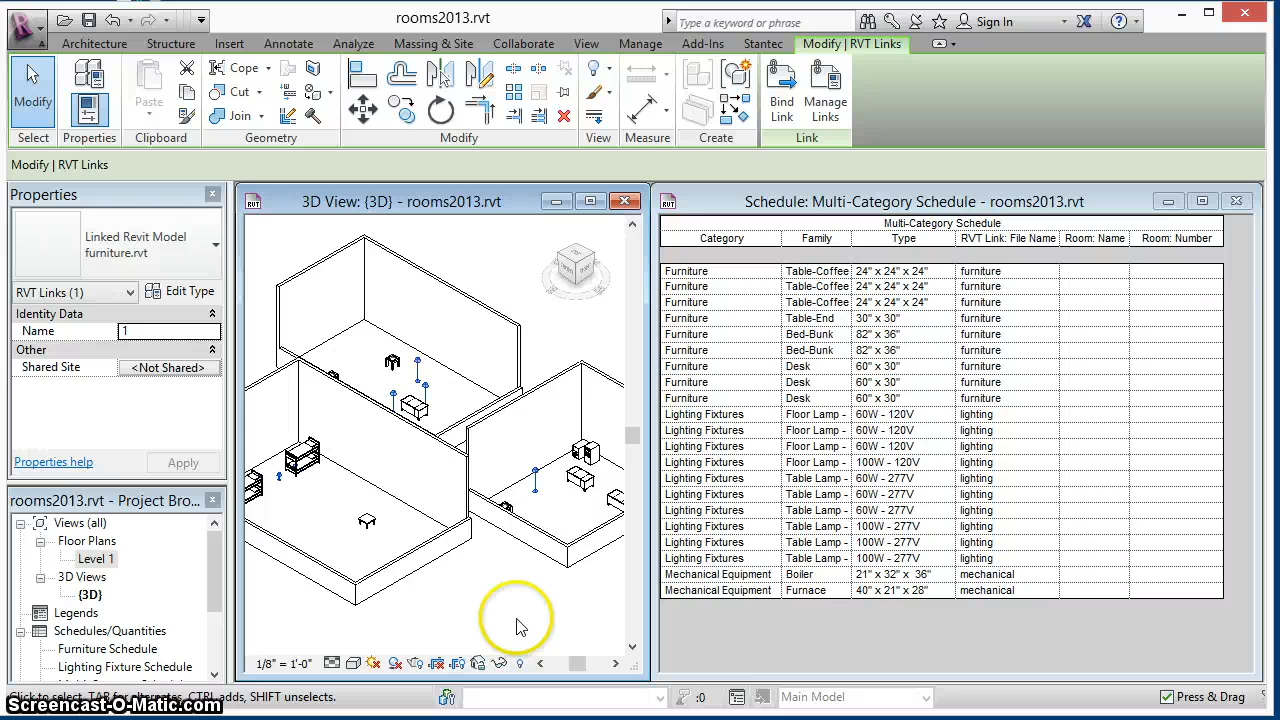 rooms2013.rvt
Type a keyword or phrase
Sign In
Architecture Structure Insert Annotate Analyze Massing & Site Collaborate View Manage Add-Ins Stantec Modify | RVT Links
Modify
Paste
Cope
Cut
Join
Bind Link
Manage Links
Select Properties Clipboard Geometry Modify View Measure Create Link
Modify | RVT Links
Properties
Linked Revit Model
furniture.rvt
RVT Links (1) Edit Type
Identity Data
Name 1
Other
Shared Site <Not Shared>
Properties help Apply
rooms2013.rvt - Project Bro...
Views (all)
Floor Plans
Level 1
3D Views
{3D}
Legends
Schedules/Quantities
Furniture Schedule
Lighting Fixture Schedule
RVT 3D View: {3D} - rooms2013.rvt
1/8" = 1'-0"
RVT Schedule: Multi-Category Schedule - rooms2013.rvt
Multi-Category Schedule
Category Family Type RVT Link: File Name Room: Name Room: Number
Furniture Table-Coffee 24" x 24" x 24" furniture
Furniture Table-Coffee 24" x 24" x 24" furniture
Furniture Table-Coffee 24" x 24" x 24" furniture
Furniture Table-End 30" x 30" furniture
Furniture Bed-Bunk 82" x 36" furniture
Furniture Bed-Bunk 82" x 36" furniture
Furniture Desk 60" x 30" furniture
Furniture Desk 60" x 30" furniture
Furniture Desk 60" x 30" furniture
Lighting Fixtures Floor Lamp - 60W - 120V lighting
Lighting Fixtures Floor Lamp - 60W - 120V lighting
Lighting Fixtures Floor Lamp - 60W - 120V lighting
Lighting Fixtures Floor Lamp - 100W - 120V lighting
Lighting Fixtures Table Lamp - 60W - 277V lighting
Lighting Fixtures Table Lamp - 60W - 277V lighting
Lighting Fixtures Table Lamp - 60W - 277V lighting
Lighting Fixtures Table Lamp - 100W - 277V lighting
Lighting Fixtures Table Lamp - 100W - 277V lighting
Lighting Fixtures Table Lamp - 100W - 277V lighting
Mechanical Equipment Boiler 21" x 32" x 36" mechanical
Mechanical Equipment Furnace 40" x 21" x 28" mechanical
Click to select, TAB for alternates, CTRL adds, SHIFT unselects. :0 Main Model Press & Drag
Screencast-O-Matic.com